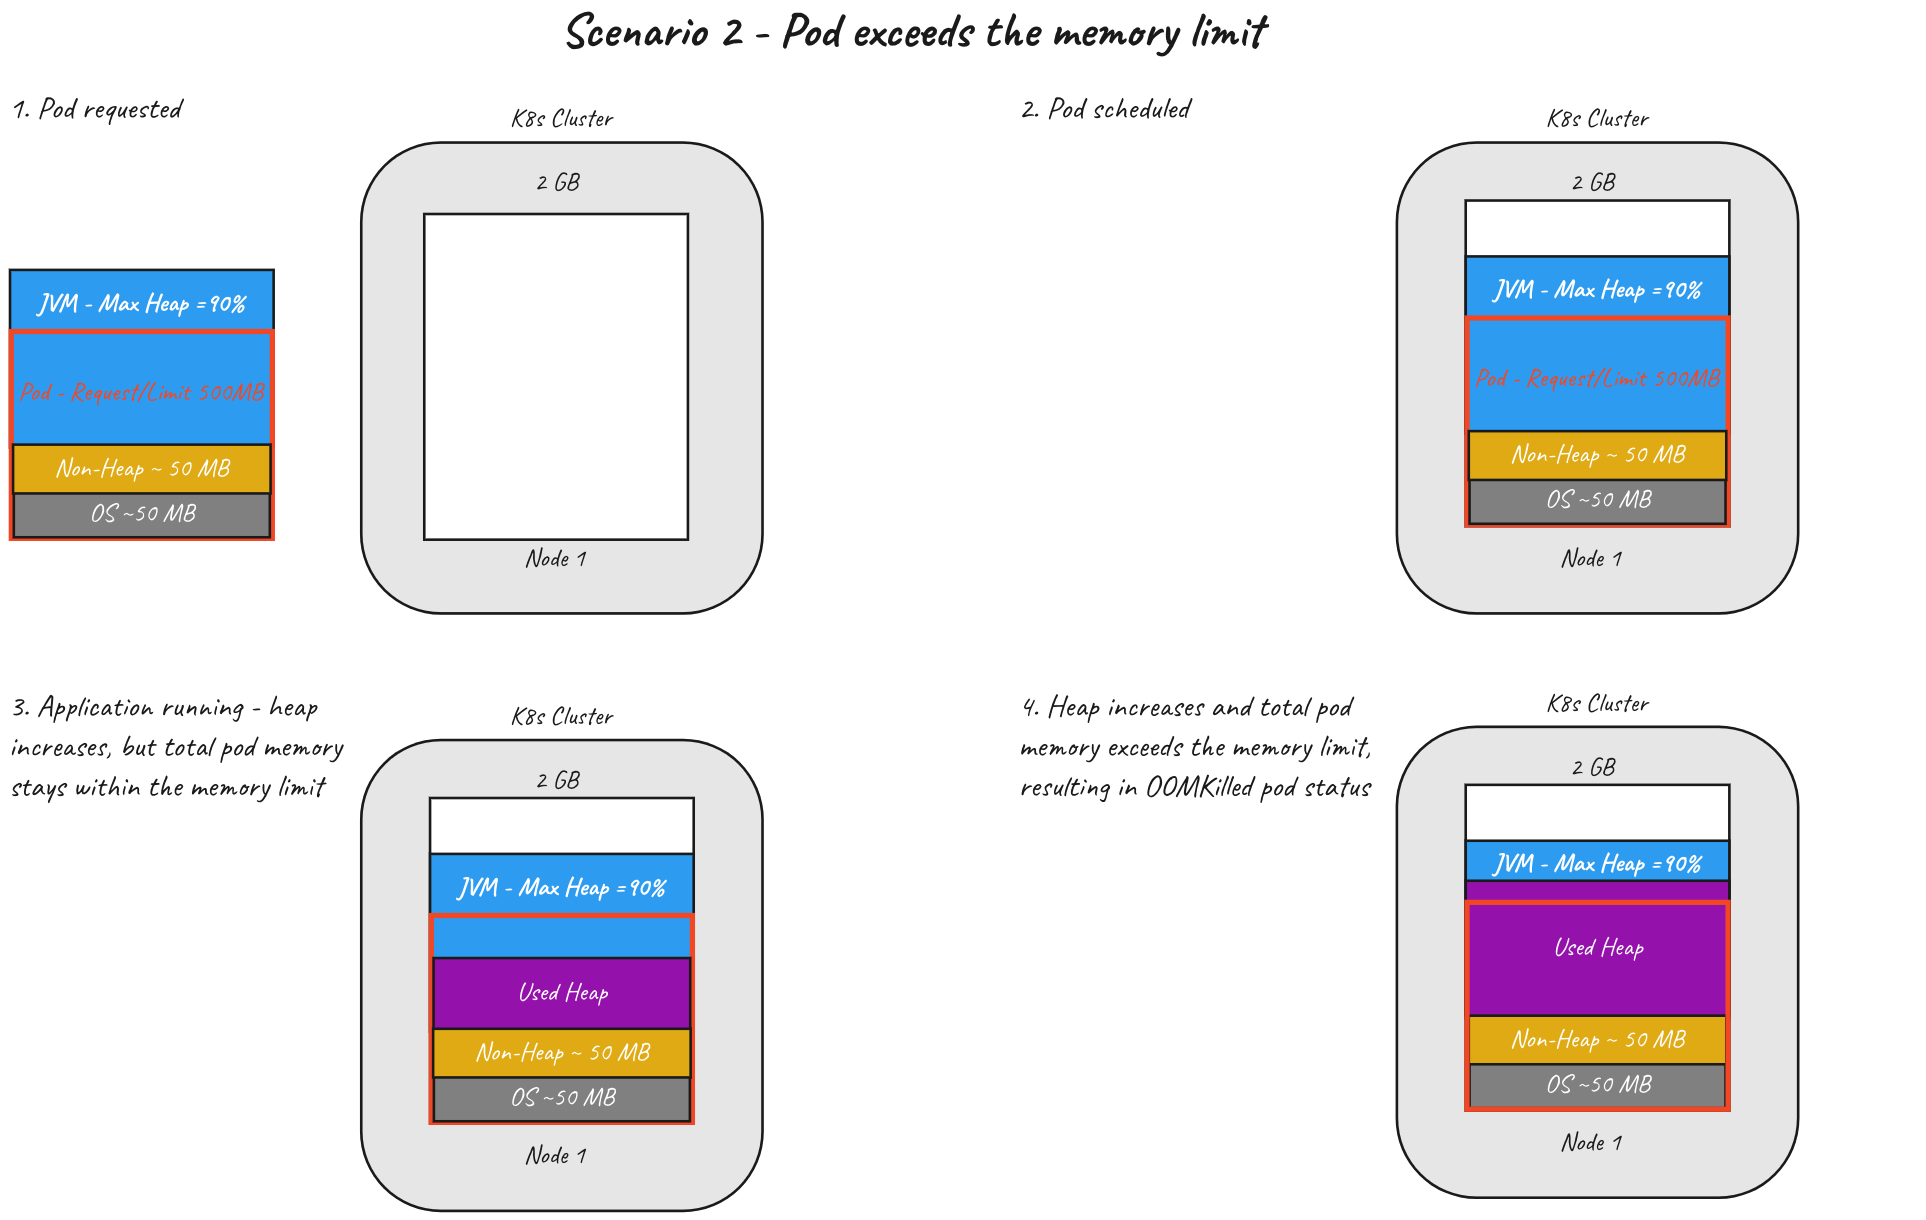 Scenario 2 - Pod exceeds the memory limit
1. Pod requested
K8s Cluster
2 GB
JVM - Max Heap =90%
Pod - Request/Limit 500MB
Non-Heap ~ 50 MB
OS ~50 MB
Node 1
2. Pod scheduled
K8s Cluster
2 GB
JVM - Max Heap =90%
Pod - Request/Limit 500MB
Non-Heap ~ 50 MB
OS ~50 MB
Node 1
3. Application running - heap
increases, but total pod memory
stays within the memory limit
K8s Cluster
2 GB
JVM - Max Heap =90%
Used Heap
Non-Heap ~ 50 MB
OS ~50 MB
Node 1
4. Heap increases and total pod
memory exceeds the memory limit,
resulting in OOMKilled pod status
K8s Cluster
2 GB
JVM - Max Heap =90%
Used Heap
Non-Heap ~ 50 MB
OS ~50 MB
Node 1